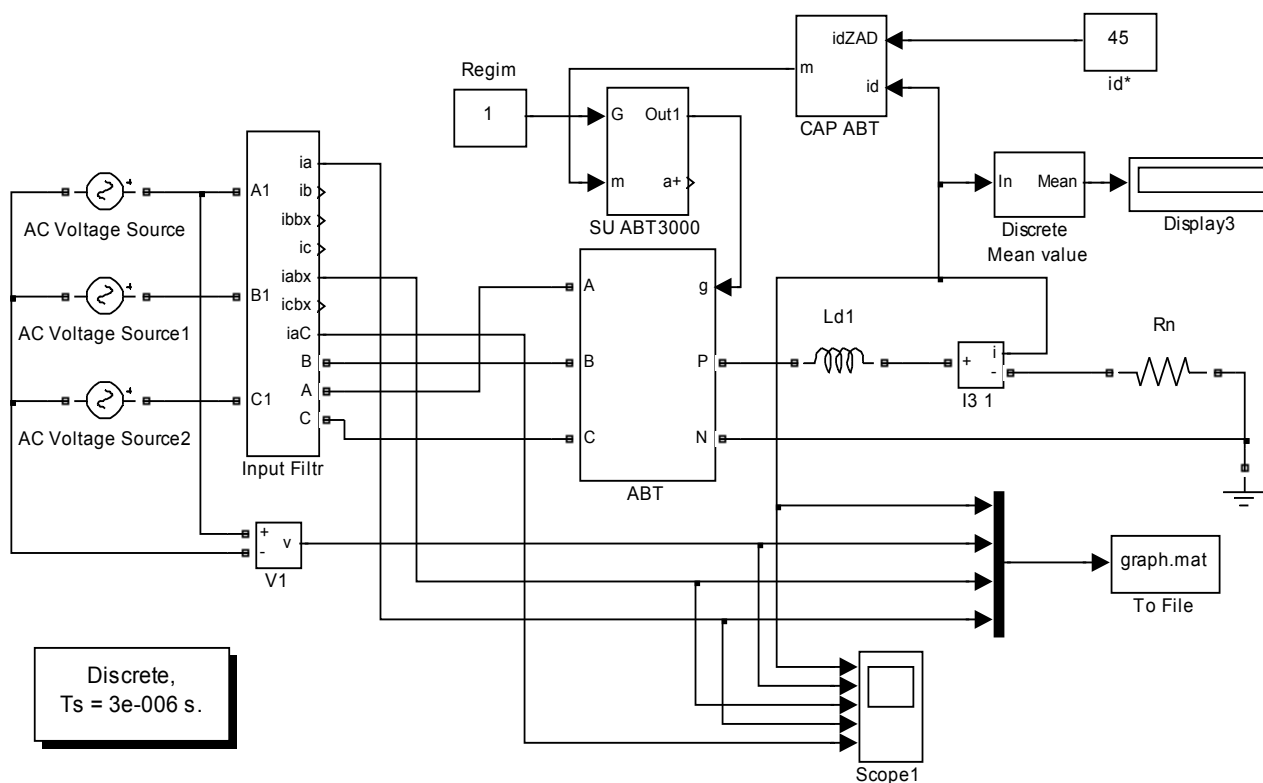 idZAD
45
id*
m
id
CAP ABT
Regim
1
G
Out1
m
a+
SU ABT3000
In
Mean
Discrete
Mean value
Display3
AC Voltage Source
AC Voltage Source1
AC Voltage Source2
A1
B1
C1
ia
ib
ibbx
ic
iabx
icbx
iaC
B
A
C
Input Filtr
A
B
C
g
P
N
ABT
Ld1
+
i
-
I3 1
Rn
+
-
v
V1
graph.mat
To File
Discrete,
Ts = 3e-006 s.
Scope1